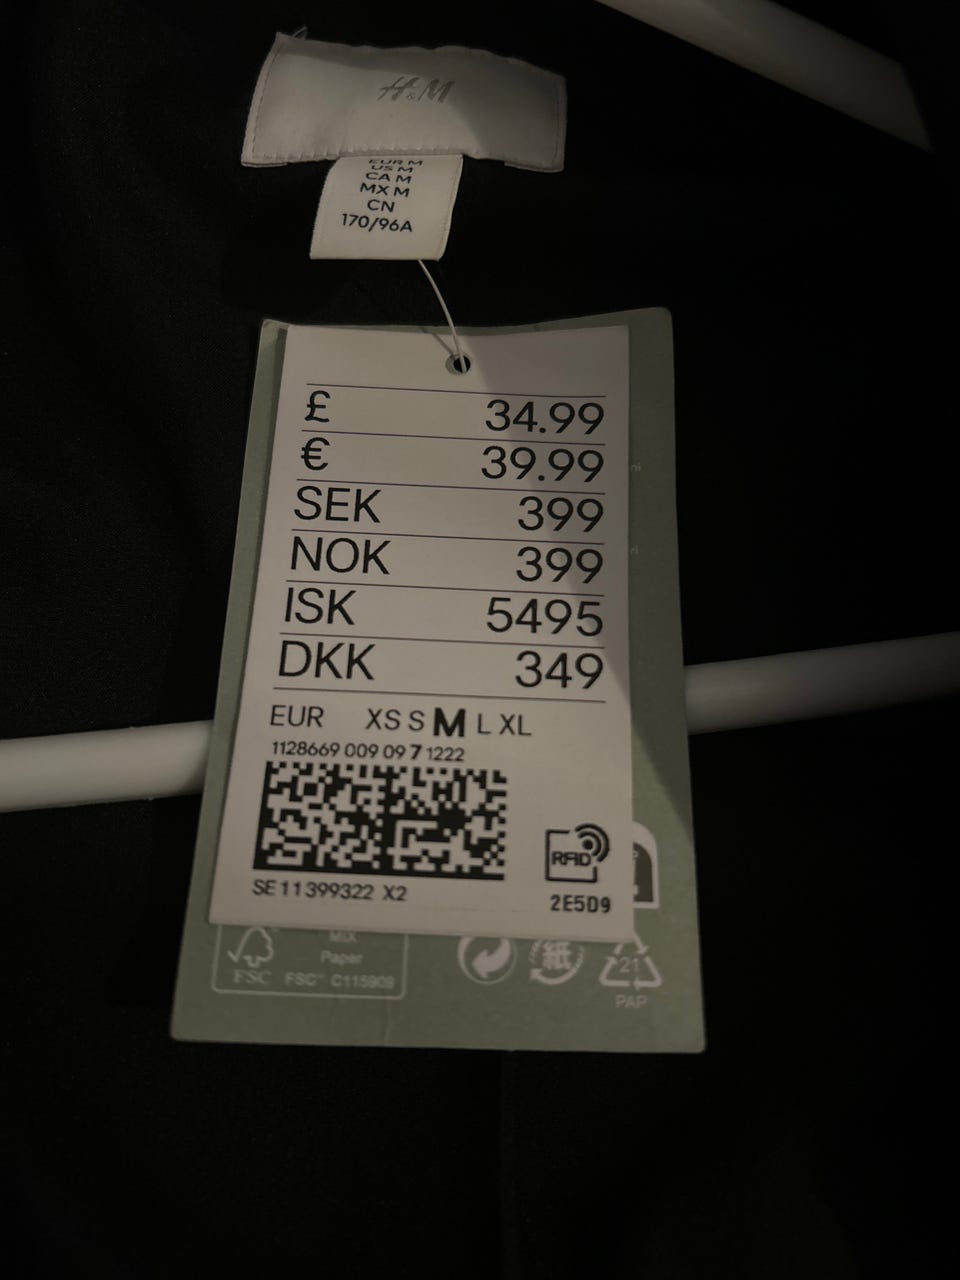 H&M
EUR M
US M
CA M
MX M
CN
170/96A
£ 34.99
€ 39.99
SEK 399
NOK 399
ISK 5495
DKK 349
EUR XS S M L XL
1128669 009 09 7 1222
RFID
SE 11399322 X2
2E5D9
MIX
Paper
FSC FSC™ C115909
紙
21
PAP